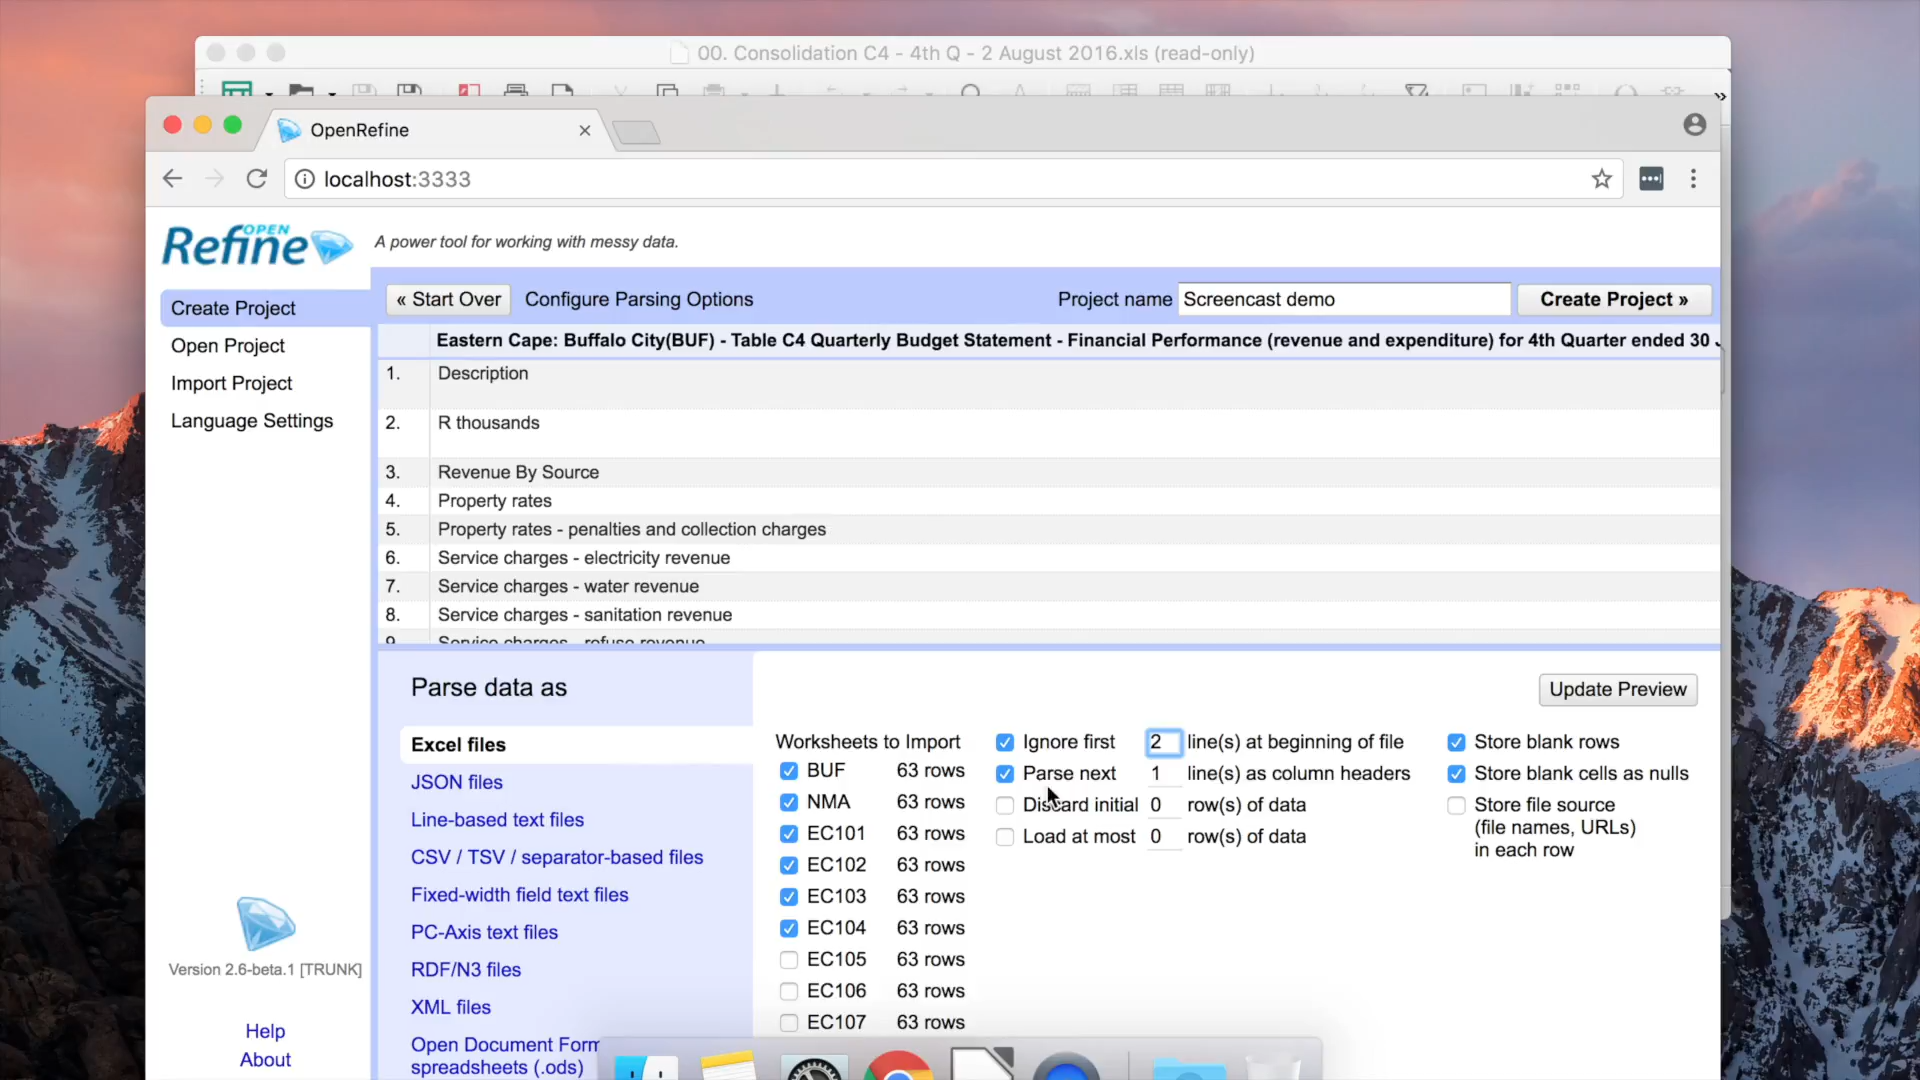 00. Consolidation C4 - 4th Q - 2 August 2016.xls (read-only)
OpenRefine
localhost:3333
OPEN
Refine
A power tool for working with messy data.
Create Project
Open Project
Import Project
Language Settings
« Start Over
Configure Parsing Options
Project name
Screencast demo
Create Project »
Eastern Cape: Buffalo City(BUF) - Table C4 Quarterly Budget Statement - Financial Performance (revenue and expenditure) for 4th Quarter ended 30
1. Description
2. R thousands
3. Revenue By Source
4. Property rates
5. Property rates - penalties and collection charges
6. Service charges - electricity revenue
7. Service charges - water revenue
8. Service charges - sanitation revenue
9. Service charges - refuse revenue
Parse data as
Excel files
JSON files
Line-based text files
CSV / TSV / separator-based files
Fixed-width field text files
PC-Axis text files
RDF/N3 files
XML files
Open Document Form
spreadsheets (.ods)
Update Preview
Worksheets to Import
BUF 63 rows
NMA 63 rows
EC101 63 rows
EC102 63 rows
EC103 63 rows
EC104 63 rows
EC105 63 rows
EC106 63 rows
EC107 63 rows
Ignore first 2 line(s) at beginning of file
Parse next 1 line(s) as column headers
Discard initial 0 row(s) of data
Load at most 0 row(s) of data
Store blank rows
Store blank cells as nulls
Store file source
(file names, URLs)
in each row
Version 2.6-beta.1 [TRUNK]
Help
About